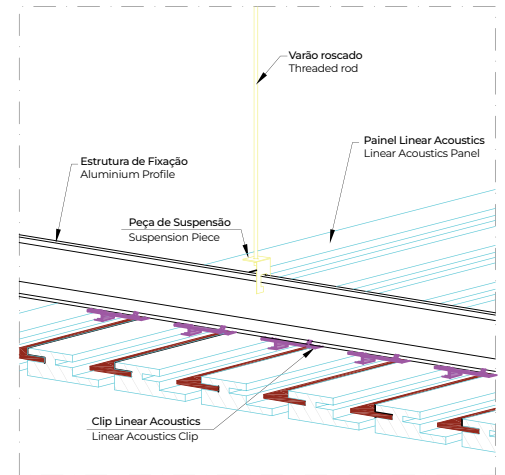 Varão roscado
Threaded rod
Painel Linear Acoustics
Linear Acoustics Panel
Estrutura de Fixação
Aluminium Profile
Peça de Suspensão
Suspension Piece
Clip Linear Acoustics
Linear Acoustics Clip